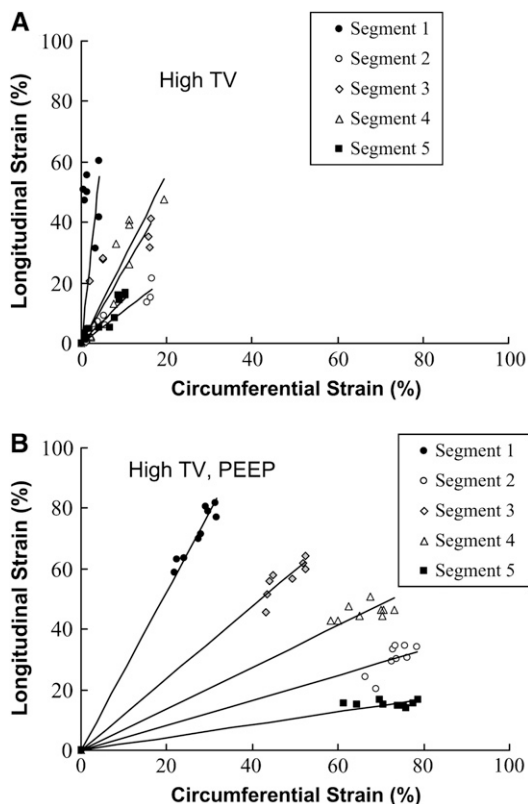 A
High TV
Segment 1
Segment 2
Segment 3
Segment 4
Segment 5
Longitudinal Strain (%)
100
80
60
40
20
0
0 20 40 60 80 100
Circumferential Strain (%)
B
High TV, PEEP
Segment 1
Segment 2
Segment 3
Segment 4
Segment 5
Longitudinal Strain (%)
100
80
60
40
20
0
0 20 40 60 80 100
Circumferential Strain (%)